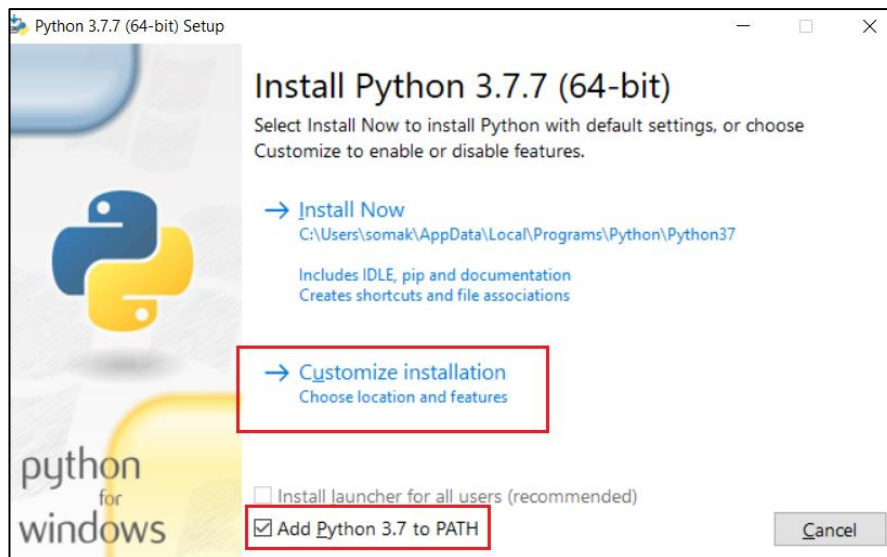 Python 3.7.7 (64-bit) Setup
Install Python 3.7.7 (64-bit)
Select Install Now to install Python with default settings, or choose
Customize to enable or disable features.
Install Now
C:\Users\somak\AppData\Local\Programs\Python\Python37
Includes IDLE, pip and documentation
Creates shortcuts and file associations
Customize installation
Choose location and features
python
for
windows
Install launcher for all users (recommended)
Add Python 3.7 to PATH
Cancel